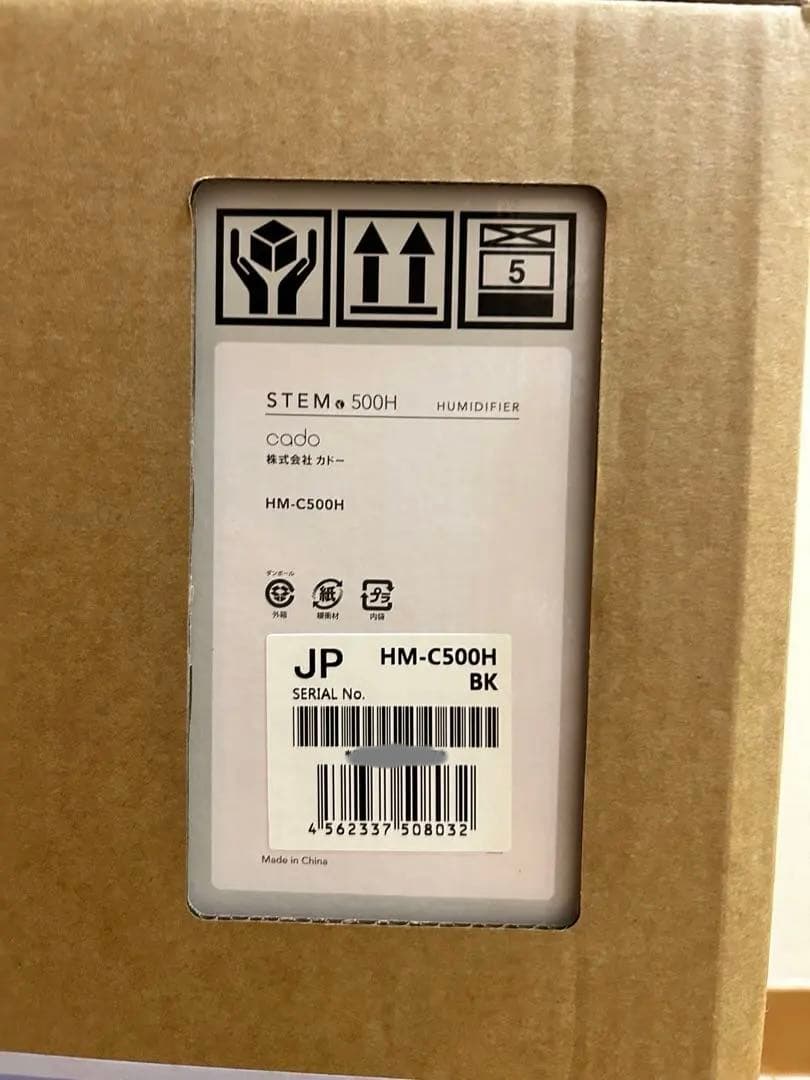 5
STEM 500H HUMIDIFIER
cado
株式会社 カドー
HM-C500H
ダンボール
紙 プラ
外箱 緩衝材 内袋
JP HM-C500H
BK
SERIAL No.
4 562337 508032
Made in China